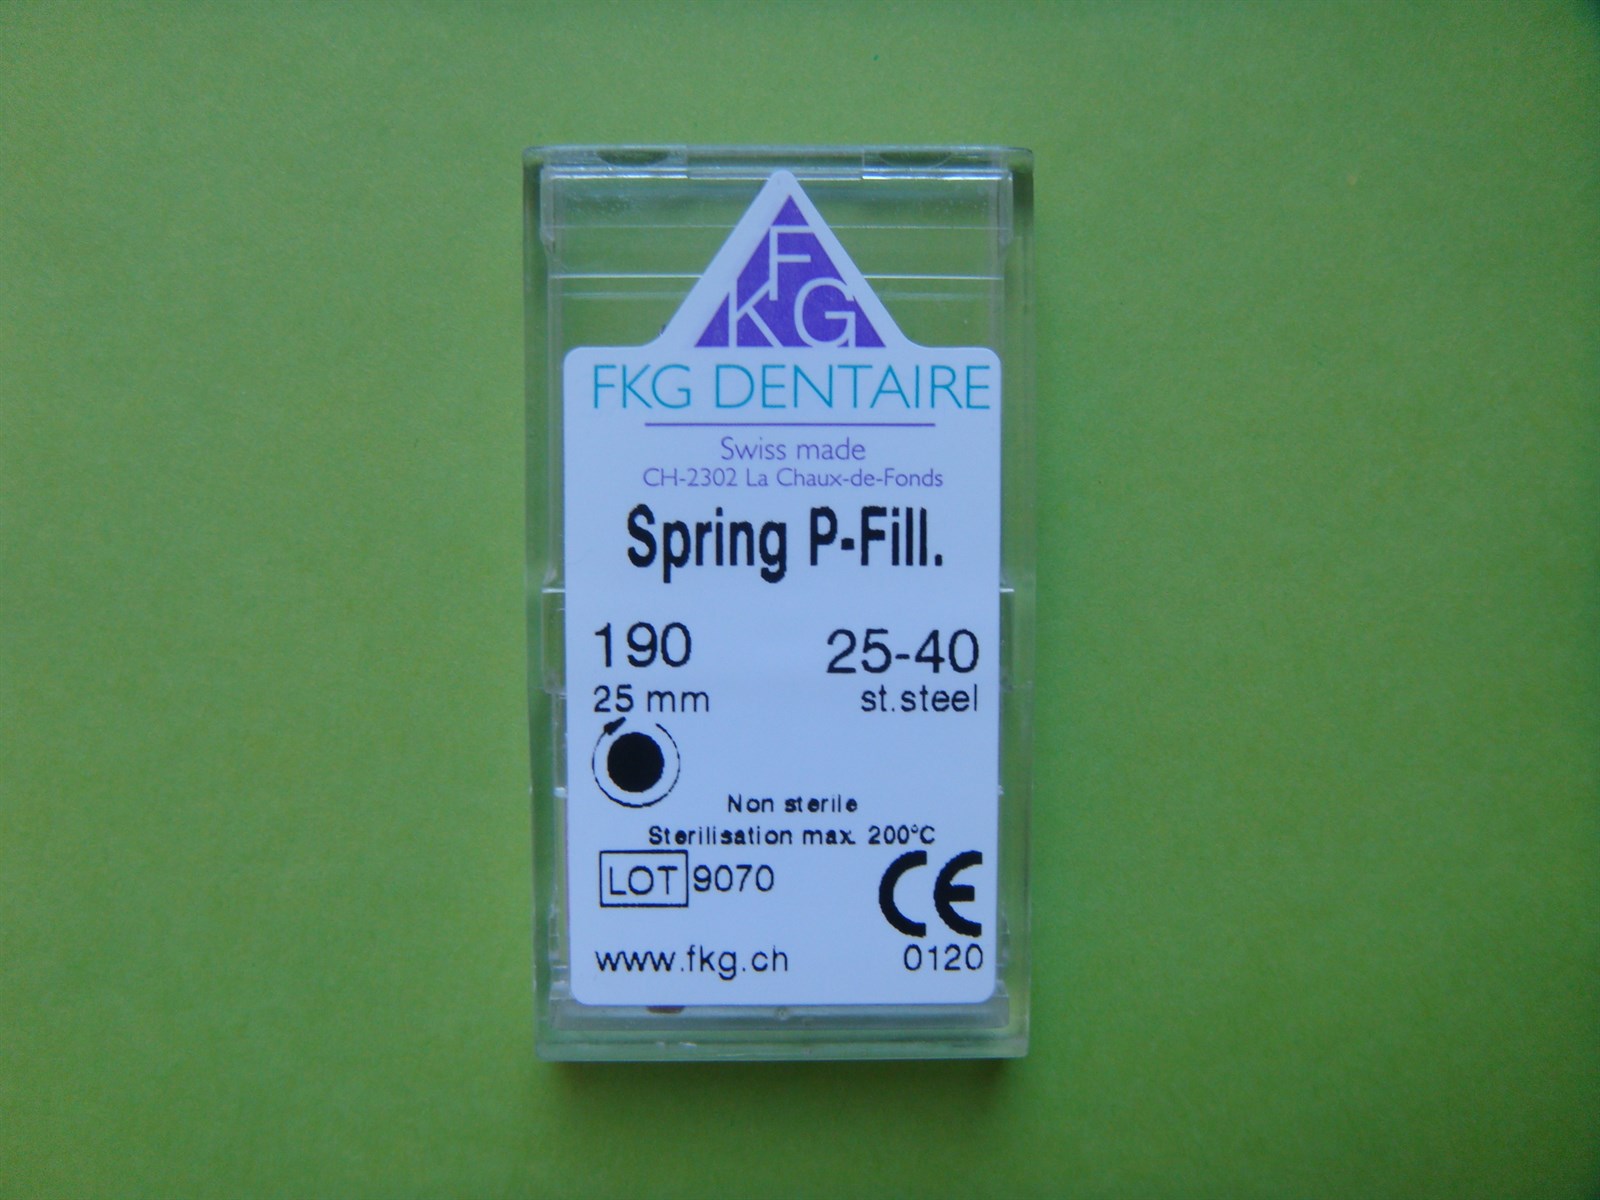 F
KG
FKG DENTAIRE
Swiss made
CH-2302 La Chaux-de-Fonds
Spring P-Fill.
190 25-40
25 mm st.steel
Non sterile
Sterilisation max. 200°C
LOT 9070 CE
www.fkg.ch 0120